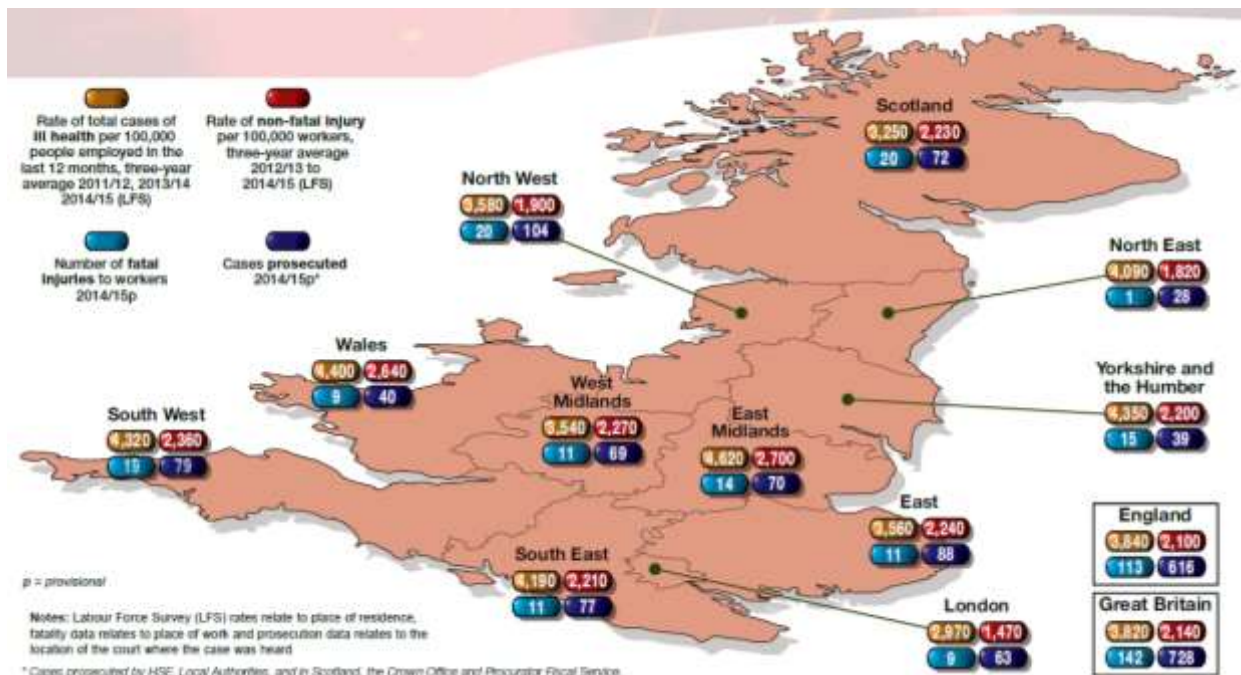 Rate of total cases of
ill health per 100,000
people employed in the
last 12 months, three-year
average 2011/12, 2013/14
2014/15 (LFS)
Rate of non-fatal injury
per 100,000 workers,
three-year average
2012/13 to
2014/15 (LFS)
Number of fatal
injuries to workers
2014/15p
Cases prosecuted
2014/15p*
Scotland
3,250 2,230
20 72
North West
3,580 1,900
20 104
North East
4,090 1,820
1 28
Wales
4,400 2,640
9 40
Yorkshire and
the Humber
4,350 2,200
15 39
West
Midlands
3,540 2,270
11 69
East
Midlands
4,620 2,700
14 70
South West
4,320 2,360
19 79
East
3,560 2,240
11 88
South East
4,190 2,210
11 77
London
2,970 1,470
9 63
England
3,840 2,100
113 616
Great Britain
3,820 2,140
142 728
p = provisional
Notes: Labour Force Survey (LFS) rates relate to place of residence,
fatality data relates to place of work and prosecution data relates to the
location of the court where the case was heard
* Cases prosecuted by HSE, Local Authorities, and in Scotland, the Crown Office and Procurator Fiscal Service.